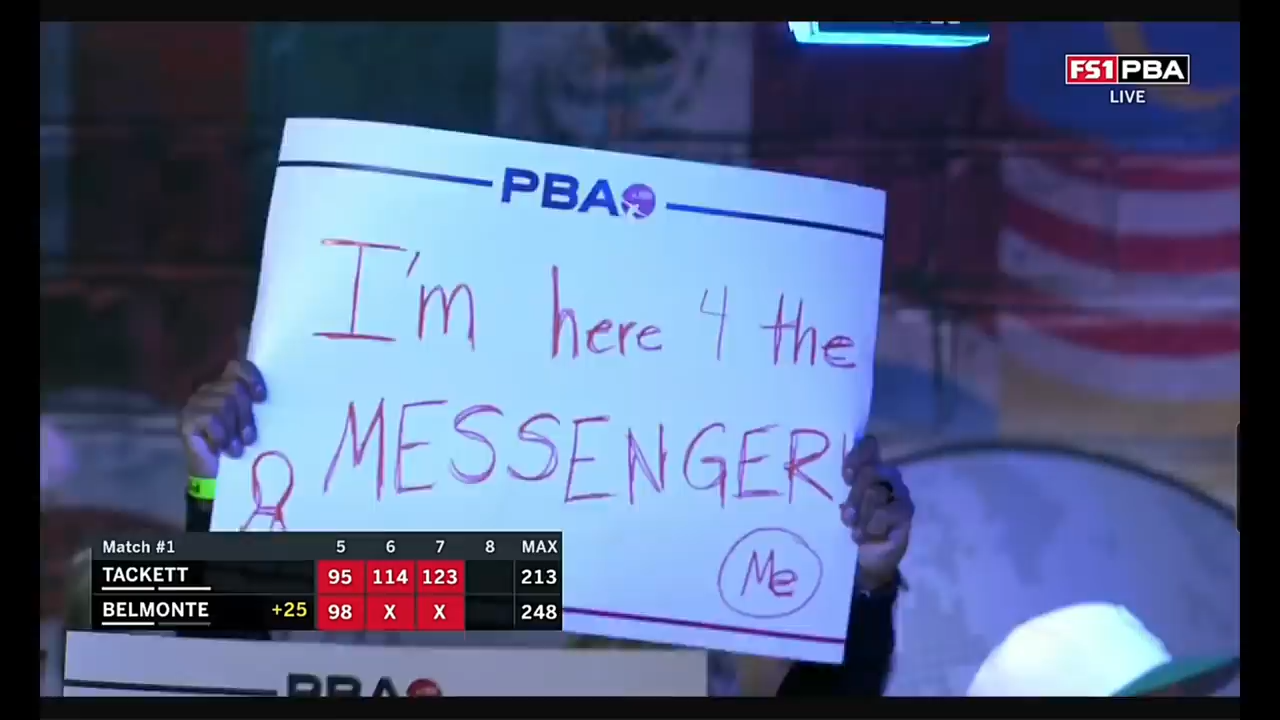 FS1 PBA
LIVE
PBA
I'm here 4 the
MESSENGER
Me
Match #1 5 6 7 8 MAX
TACKETT 95 114 123 213
BELMONTE +25 98 X X 248
PBA